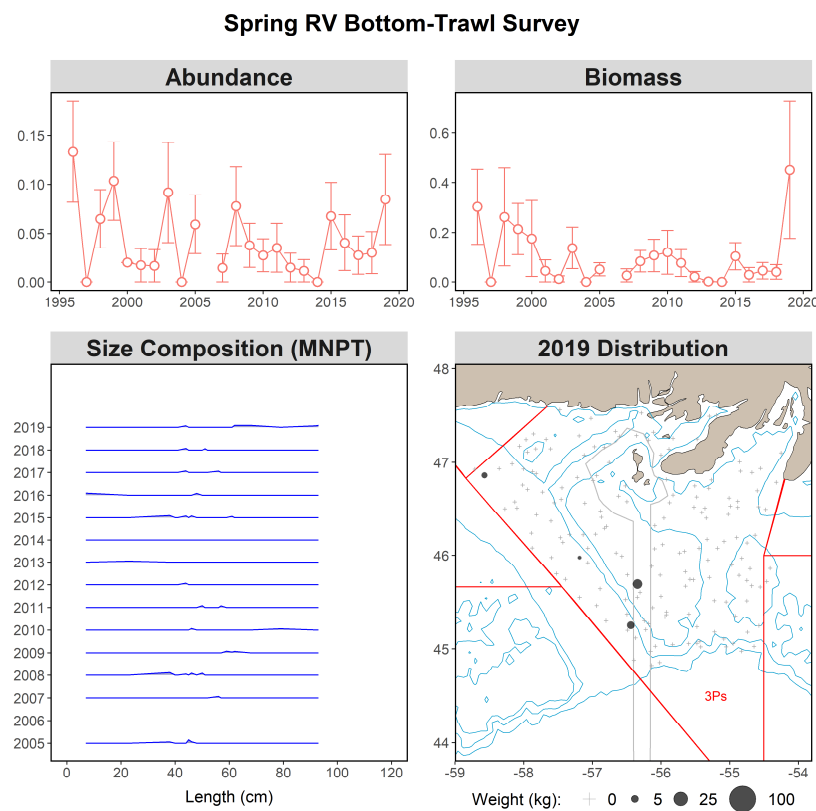 Spring RV Bottom-Trawl Survey
Abundance
0.15
0.10
0.05
0.00
1995 2000 2005 2010 2015 2020
Biomass
0.6
0.4
0.2
0.0
1995 2000 2005 2010 2015 2020
Size Composition (MNPT)
2019
2018
2017
2016
2015
2014
2013
2012
2011
2010
2009
2008
2007
2006
2005
0 20 40 60 80 100 120
Length (cm)
2019 Distribution
48
47
46
45
44
3Ps
-59 -58 -57 -56 -55 -54
Weight (kg): 0 5 25 100